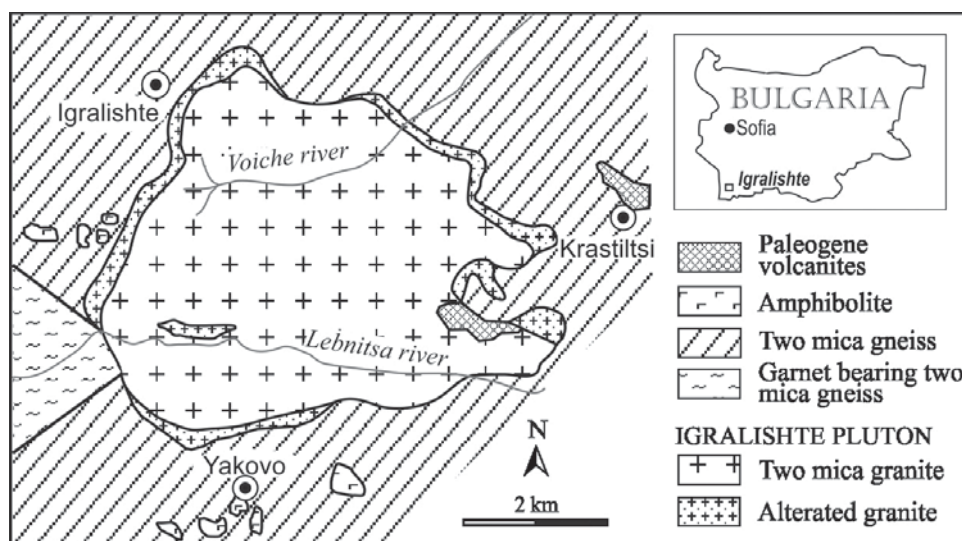 Igralishte
Voiche river
Krastiltsi
Lebnitsa river
Yakovo
N
2 km
BULGARIA
Sofia
Igralishte
Paleogene
volcanites
Amphibolite
Two mica gneiss
Garnet bearing two
mica gneiss
IGRALISHTE PLUTON
Two mica granite
Alterated granite